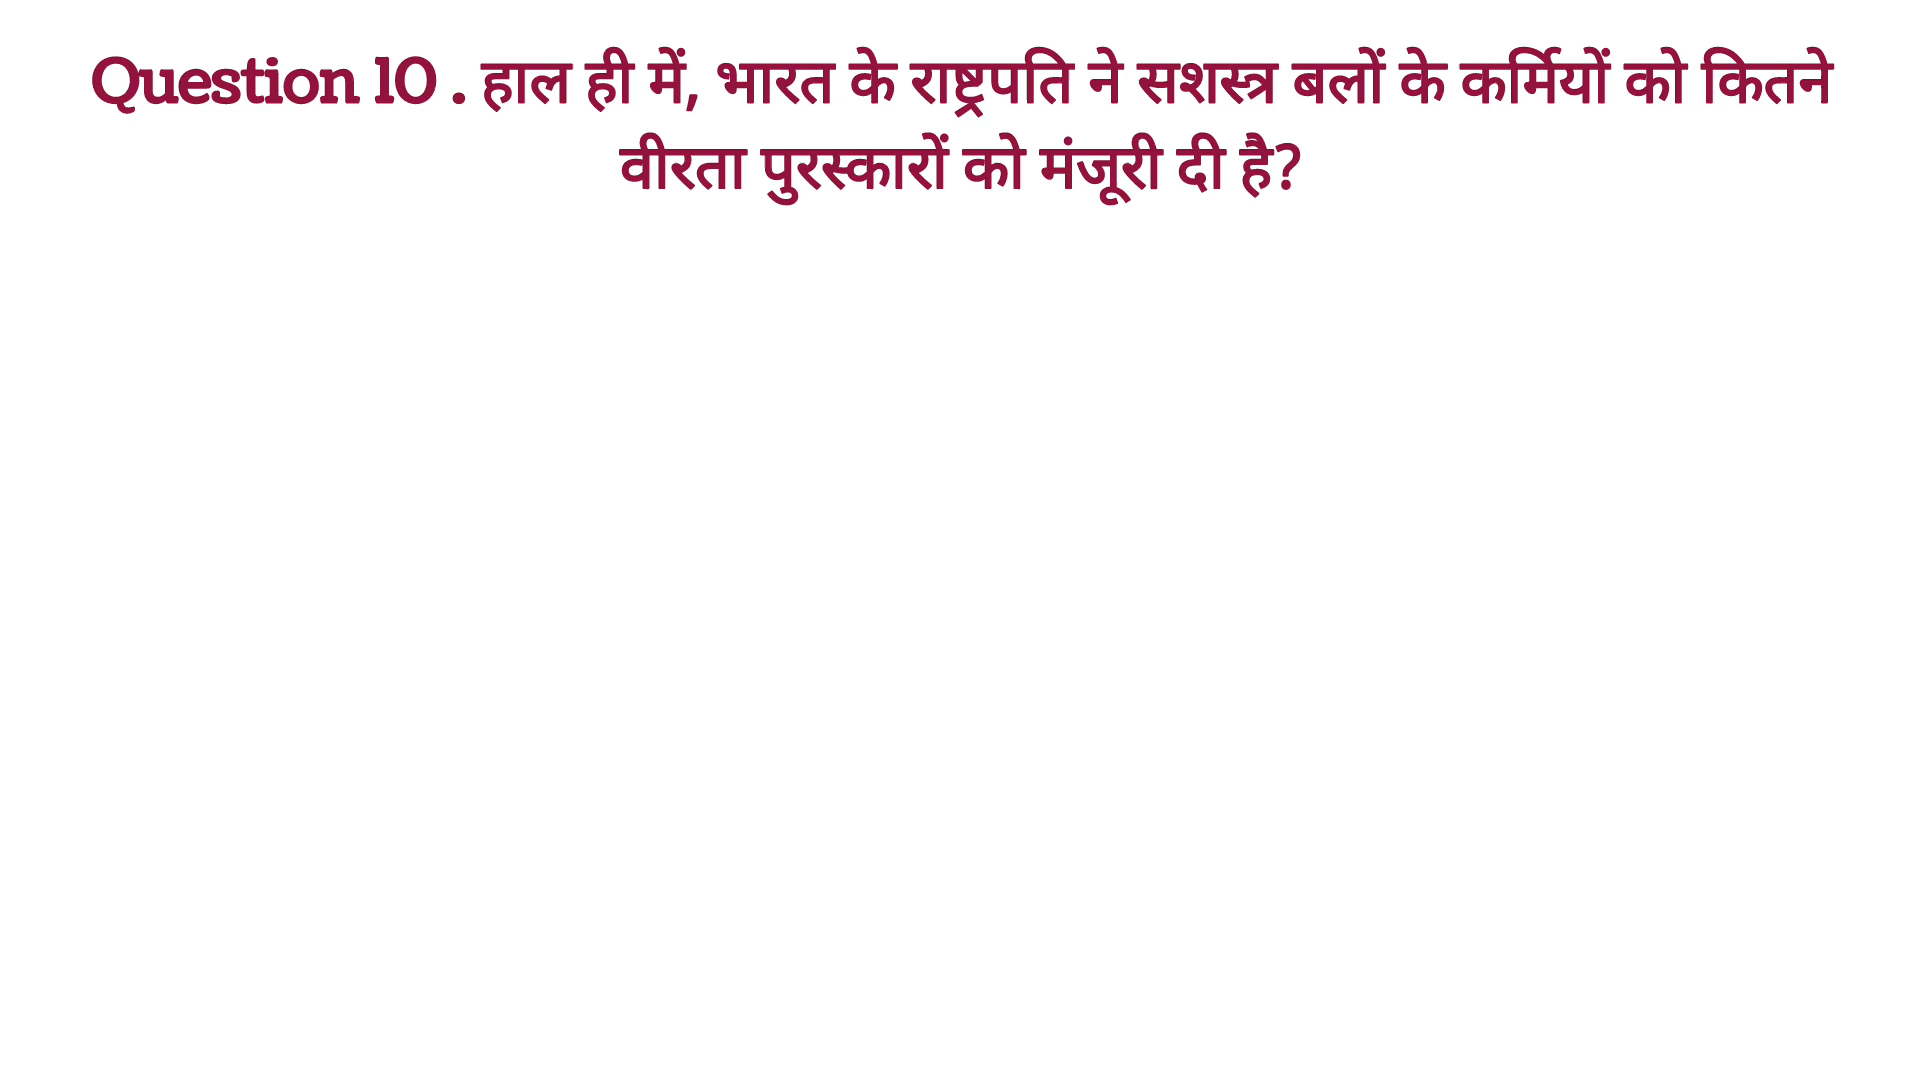 Question 10 . हाल ही में, भारत के राष्ट्रपति ने सशस्त्र बलों के कर्मियों को कितने
वीरता पुरस्कारों को मंजूरी दी है?